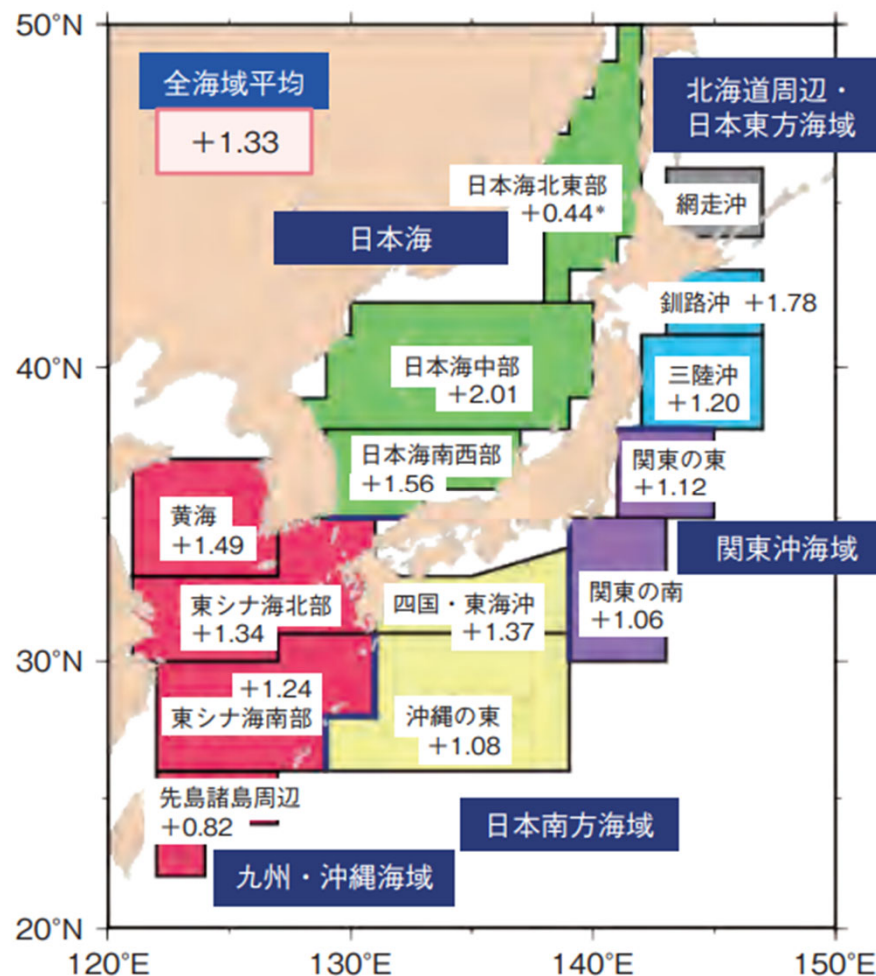 50°N
全海域平均
+1.33
北海道周辺・
日本東方海域
日本海北東部
+0.44*
網走沖
日本海
釧路沖 +1.78
40°N
日本海中部
+2.01
三陸沖
+1.20
日本海南西部
+1.56
関東の東
+1.12
黄海
+1.49
関東沖海域
東シナ海北部
+1.34
四国・東海沖
+1.37
関東の南
+1.06
30°N
+1.24
東シナ海南部
沖縄の東
+1.08
先島諸島周辺
+0.82
日本南方海域
九州・沖縄海域
20°N
120°E
130°E
140°E
150°E